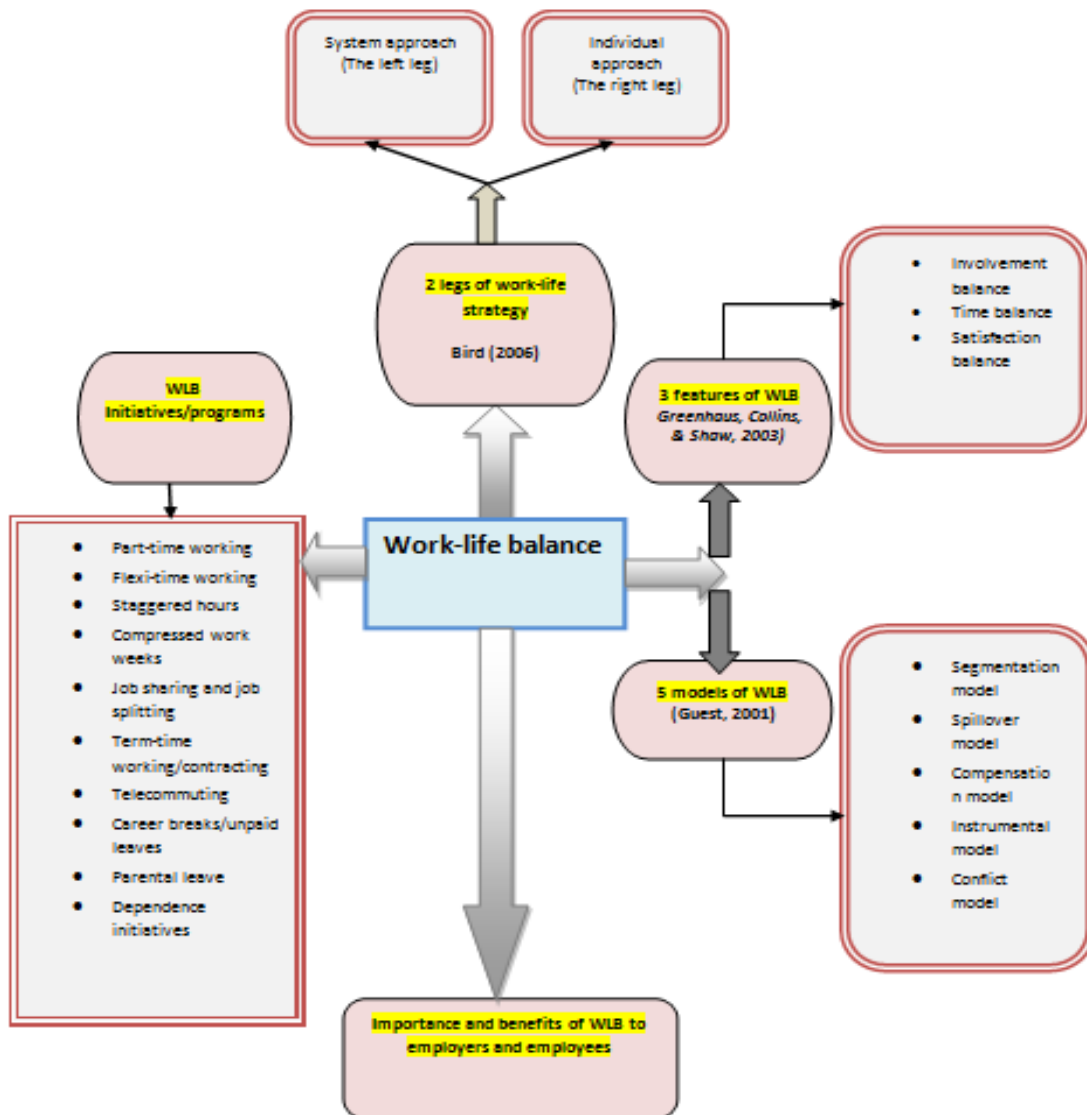 System approach
(The left leg)
Individual
approach
(The right leg)
2 legs of work-life
strategy
Bird (2006)
WLB
Initiatives/programs
3 features of WLB
Greenhaus, Collins,
& Shaw, 2003)
• Involvement
balance
• Time balance
• Satisfaction
balance
Work-life balance
• Part-time working
• Flexi-time working
• Staggered hours
• Compressed work
weeks
• Job sharing and job
splitting
• Term-time
working/contracting
• Telecommuting
• Career breaks/unpaid
leaves
• Parental leave
• Dependence
initiatives
5 models of WLB
(Guest, 2001)
• Segmentation
model
• Spillover
model
• Compensatio
n model
• Instrumental
model
• Conflict
model
Importance and benefits of WLB to
employers and employees